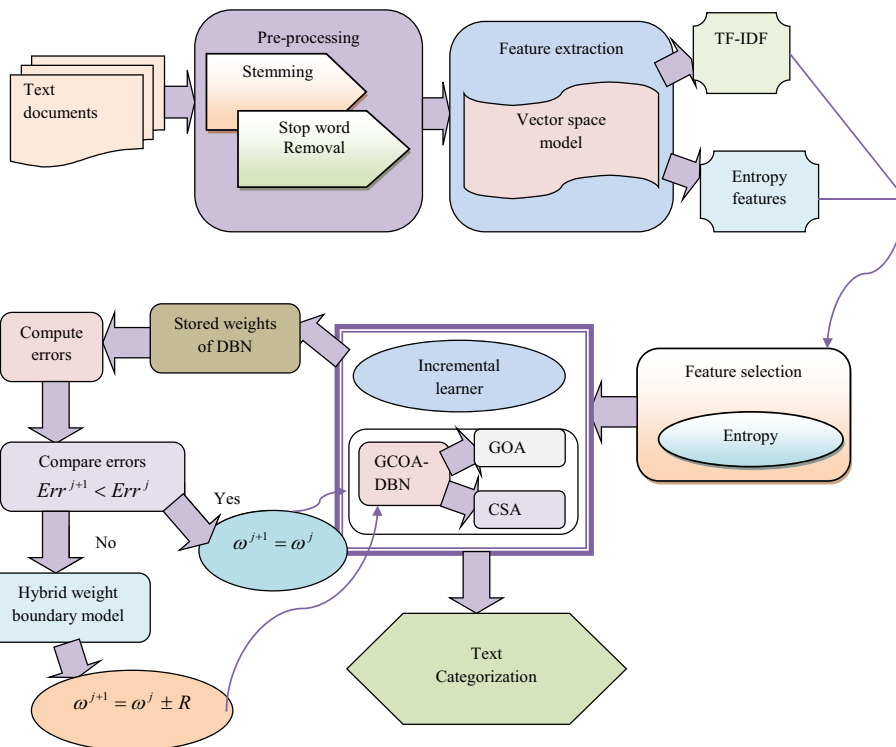 Pre-processing
Stemming
Stop word
Removal
Text
documents
Feature extraction
Vector space
model
TF-IDF
Entropy
features
Compute
errors
Stored weights
of DBN
Incremental
learner
GCOA-
DBN
GOA
CSA
Feature selection
Entropy
Compare errors
Err^{j+1} < Err^{j}
Yes
No
ω^{j+1} = ω^{j}
Hybrid weight
boundary model
ω^{j+1} = ω^{j} ± R
Text
Categorization